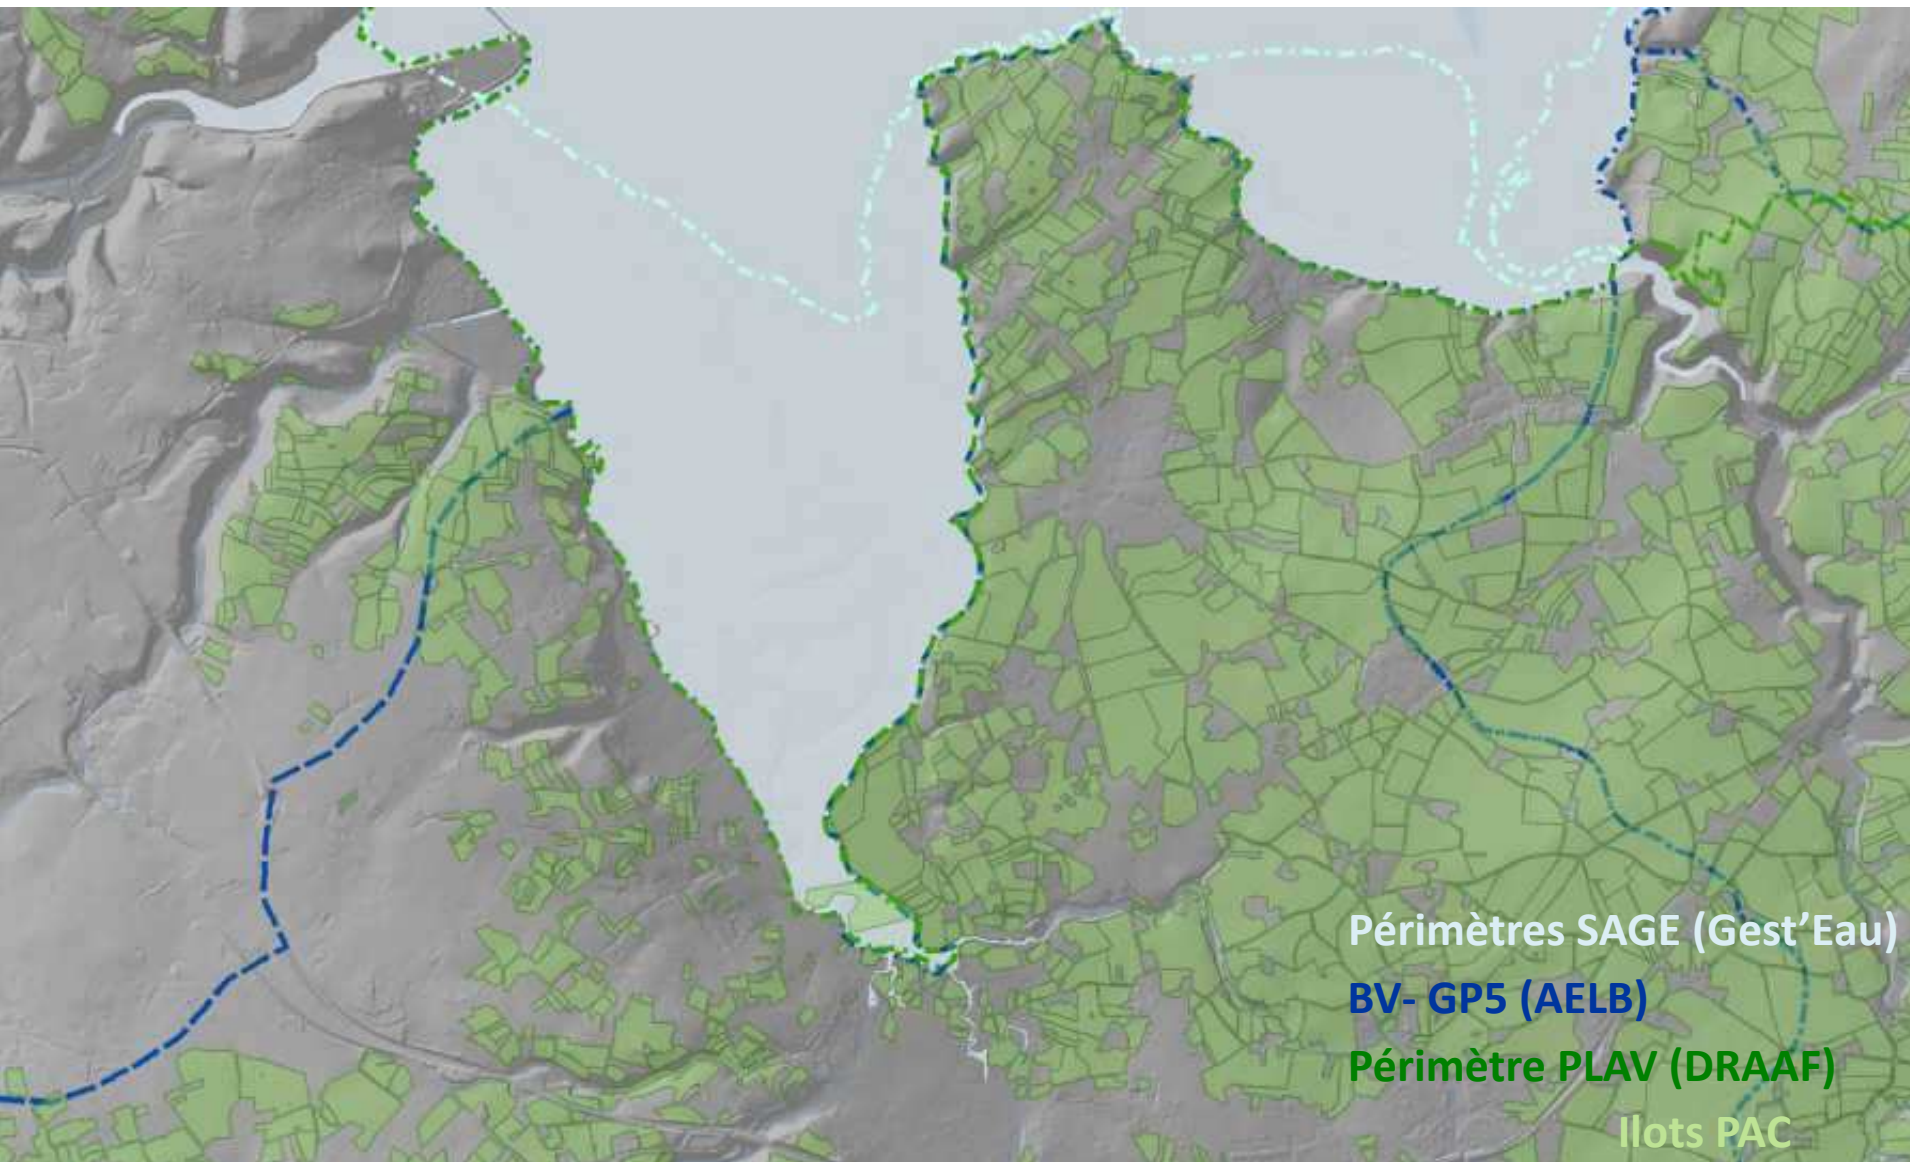 Périmètres SAGE (Gest’Eau)
BV- GP5 (AELB)
Périmètre PLAV (DRAAF)
Ilots PAC